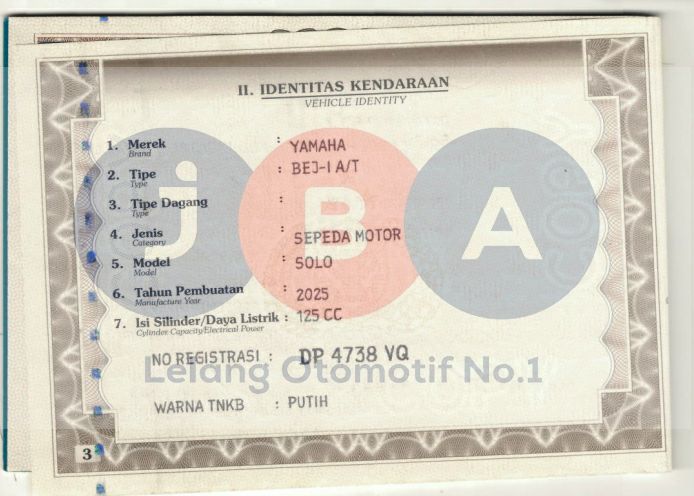 II. IDENTITAS KENDARAAN
VEHICLE IDENTITY
1. Merek : YAMAHA
Brand
2. Tipe : BEJ-I A/T
Type
3. Tipe Dagang :
Type
4. Jenis : SEPEDA MOTOR
Category
5. Model : SOLO
Model
6. Tahun Pembuatan : 2025
Manufacture Year
7. Isi Silinder/Daya Listrik : 125 CC
Cylinder Capacity/Electrical Power
NO REGISTRASI : DP 4738 VQ
WARNA TNKB : PUTIH
3
j B A
Lelang Otomotif No.1